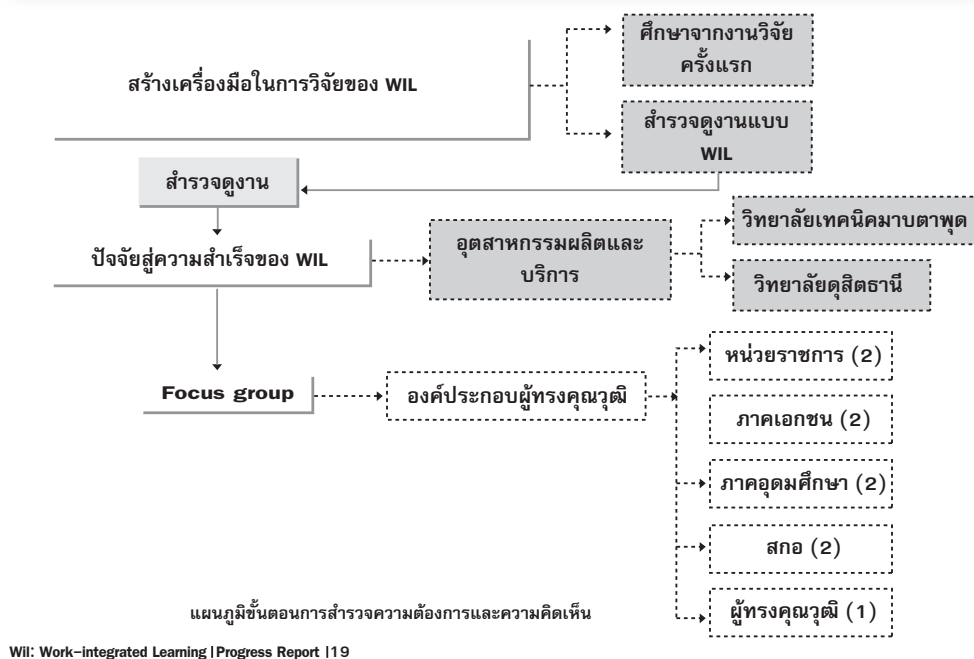 สร้างเครื่องมือในการวิจัยของ WIL
ศึกษาจากงานวิจัย
ครั้งแรก
สำรวจดูงานแบบ
WIL
สำรวจดูงาน
ปัจจัยสู่ความสำเร็จของ WIL
อุตสาหกรรมผลิตและ
บริการ
วิทยาลัยเทคนิคมาบตาพุด
วิทยาลัยดุสิตธานี
Focus group
องค์ประกอบผู้ทรงคุณวุฒิ
หน่วยราชการ (2)
ภาคเอกชน (2)
ภาคอุดมศึกษา (2)
สกอ (2)
ผู้ทรงคุณวุฒิ (1)
แผนภูมิขั้นตอนการสำรวจความต้องการและความคิดเห็น
Wil: Work-integrated Learning |Progress Report |19